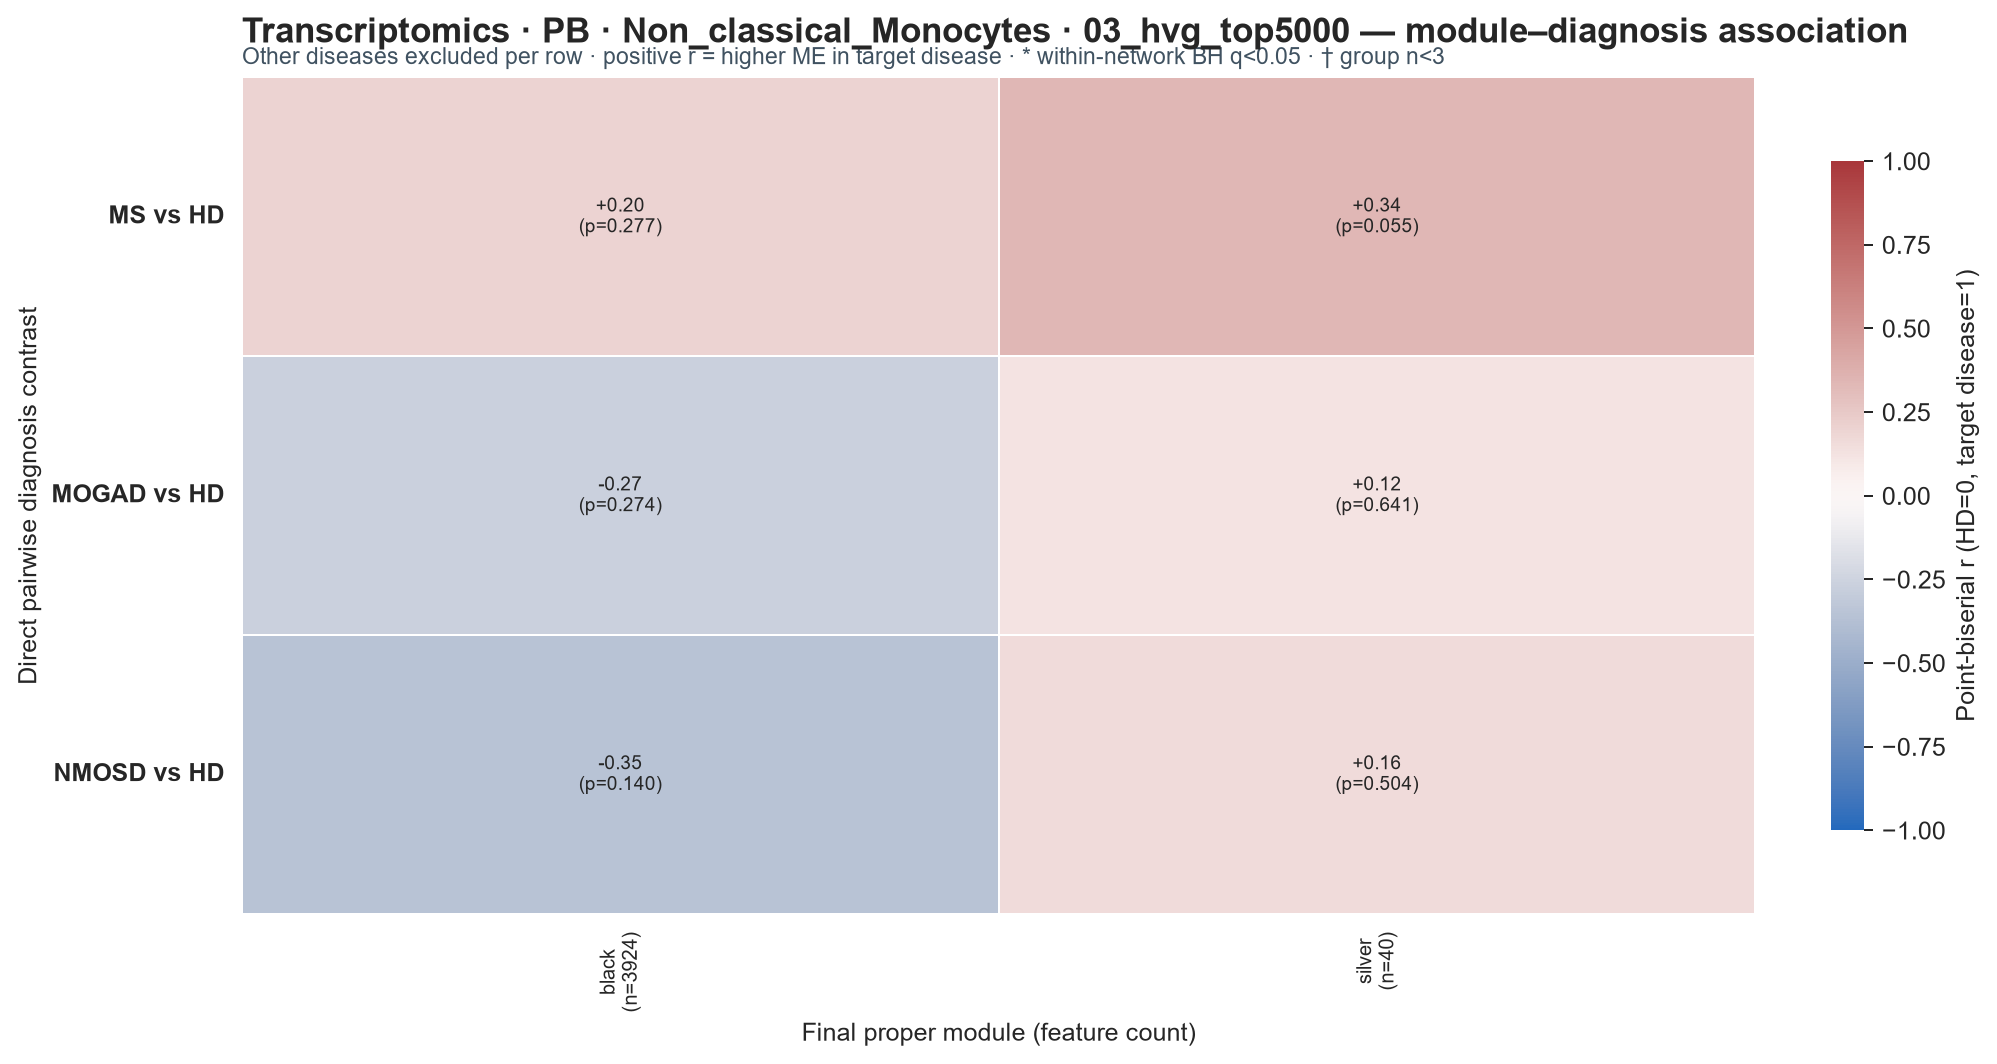 Transcriptomics · PB · Non_classical_Monocytes · 03_hvg_top5000 — module–diagnosis association
Other diseases excluded per row · positive r = higher ME in target disease · * within-network BH q<0.05 · † group n<3
Direct pairwise diagnosis contrast
MS vs HD
+0.20
(p=0.277)
+0.34
(p=0.055)
MOGAD vs HD
-0.27
(p=0.274)
+0.12
(p=0.641)
NMOSD vs HD
-0.35
(p=0.140)
+0.16
(p=0.504)
black
(n=3924)
silver
(n=40)
Final proper module (feature count)
1.00
0.75
0.50
0.25
0.00
−0.25
−0.50
−0.75
−1.00
Point-biserial r (HD=0, target disease=1)